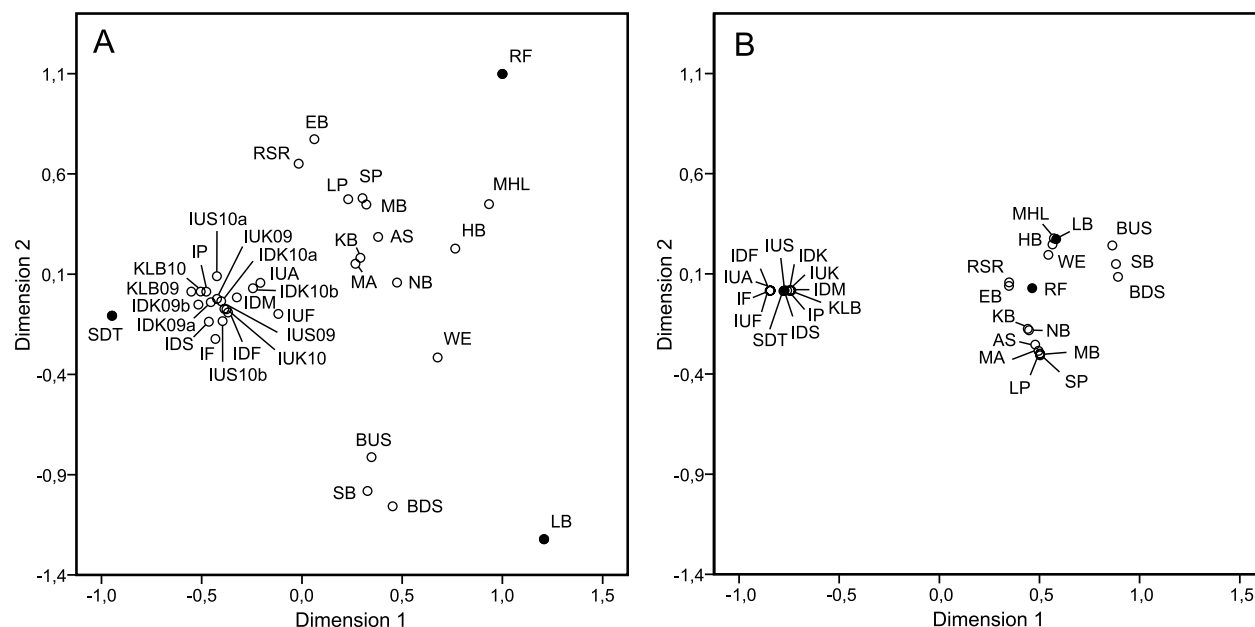 A
RF
1,1
EB
RSR
0,6
LP
SP
MB
MHL
IUS10a
IUK09
KB
AS
HB
IP
IDK10a
KLB10
IUA
0,1
MA
NB
KLB09
IDM
IDK10b
IDK09b
IUF
SDT
IDK09a
IUS09
IDS
IF
IDF
IUK10
WE
IUS10b
-0,4
BUS
SB
BDS
-0,9
LB
-1,4
-1,0
-0,5
0,0
0,5
1,0
1,5
Dimension 1
Dimension 2
B
1,1
0,6
MHL
LB
BUS
HB
WE
SB
IDF
IUS
IDK
RSR
BDS
IUA
IUK
0,1
IF
IDM
EB
RF
IUF
IP
KLB
SDT
IDS
KB
NB
AS
MA
MB
-0,4
LP
SP
-0,9
-1,4
-1,0
-0,5
0,0
0,5
1,0
1,5
Dimension 1
Dimension 2